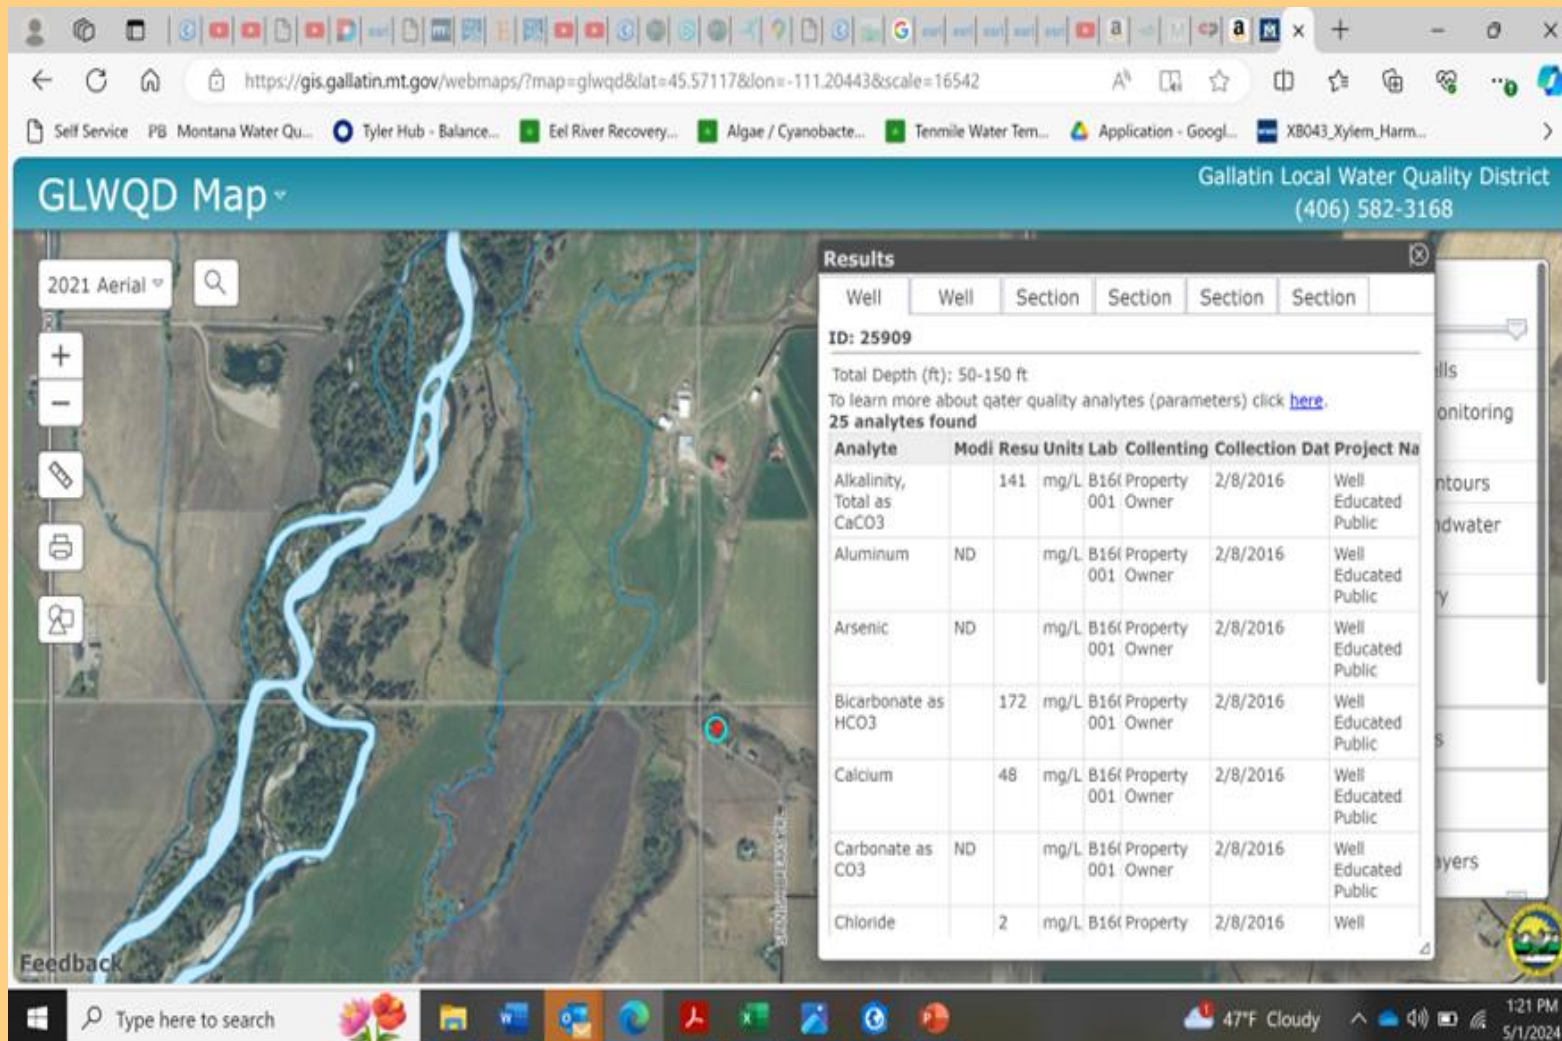 https://gis.gallatin.mt.gov/webmaps/?map=glwqd&lat=45.57117&lon=-111.20443&scale=16542
Self Service PB Montana Water Qu... Tyler Hub - Balance... Eel River Recovery... Algae / Cyanobacte... Tenmile Water Tem... Application - Googl... XB043_Xylem_Harm...
GLWQD Map
Gallatin Local Water Quality District
(406) 582-3168
2021 Aerial
Results
Well Well Section Section Section Section
ID: 25909
Total Depth (ft): 50-150 ft
To learn more about qater quality analytes (parameters) click here.
25 analytes found
Analyte Modi Resu Units Lab Collenting Collection Dat Project Na
Alkalinity, 141 mg/L B16( Property 2/8/2016 Well
Total as 001 Owner Educated
CaCO3 Public
Aluminum ND mg/L B16( Property 2/8/2016 Well
001 Owner Educated
Public
Arsenic ND mg/L B16( Property 2/8/2016 Well
001 Owner Educated
Public
Bicarbonate as 172 mg/L B16( Property 2/8/2016 Well
HCO3 001 Owner Educated
Public
Calcium 48 mg/L B16( Property 2/8/2016 Well
001 Owner Educated
Public
Carbonate as ND mg/L B16( Property 2/8/2016 Well
CO3 001 Owner Educated
Public
Chloride 2 mg/L B16( Property 2/8/2016 Well
ells
onitoring
ntours
ndwater
ry
s
ayers
Feedback
Type here to search
47°F Cloudy
1:21 PM
5/1/2024